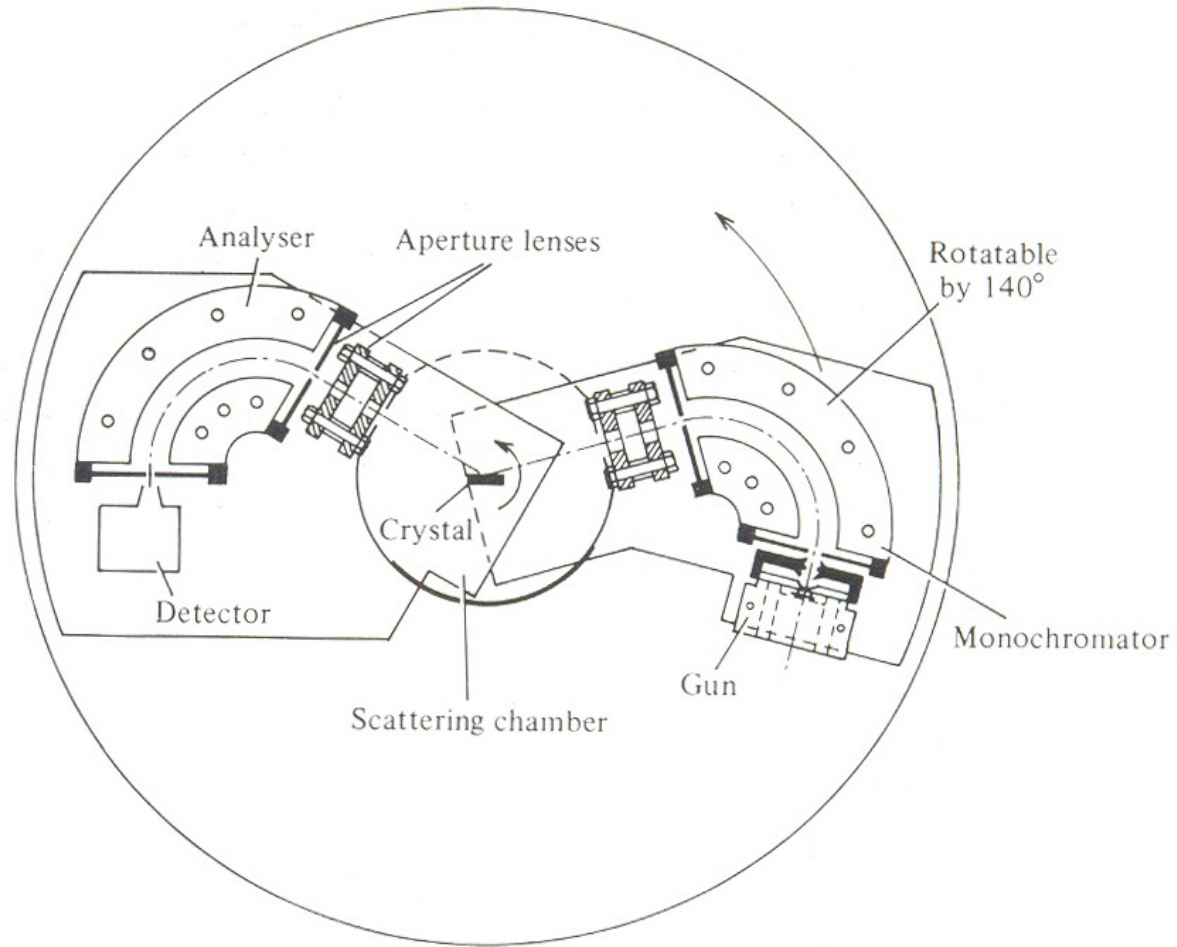 Analyser
Aperture lenses
Rotatable
by 140°
Crystal
Detector
Monochromator
Gun
Scattering chamber